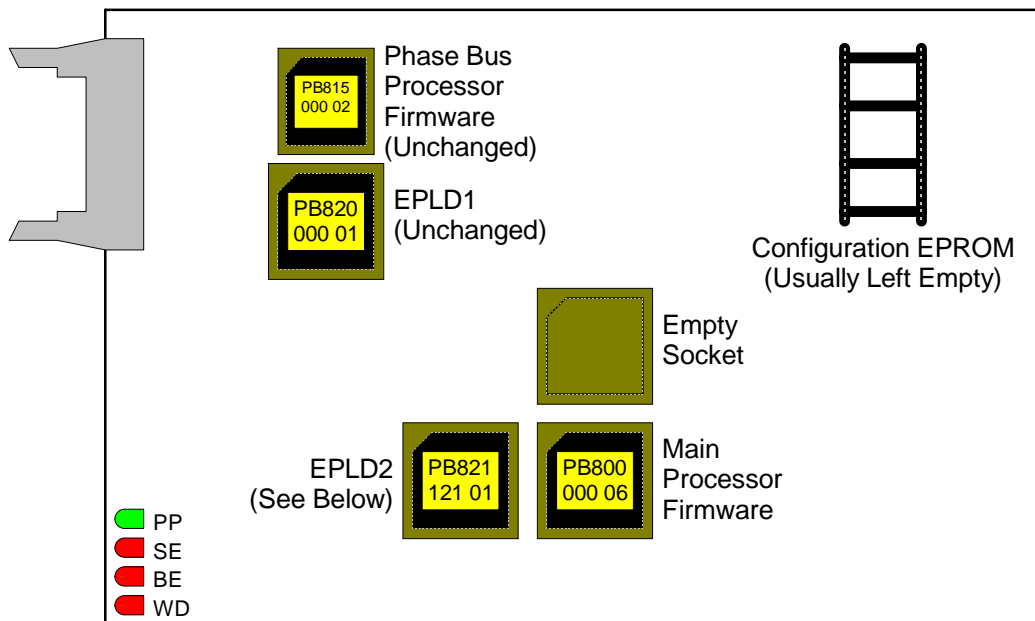 PB815
000 02
Phase Bus
Processor
Firmware
(Unchanged)
PB820
000 01
EPLD1
(Unchanged)
Configuration EPROM
(Usually Left Empty)
Empty
Socket
EPLD2
(See Below)
PB821
121 01
PB800
000 06
Main
Processor
Firmware
PP
SE
BE
WD